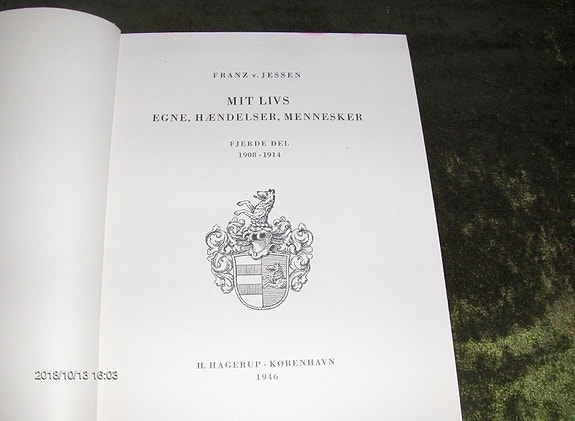 FRANZ v. JESSEN
MIT LIVS
EGNE, HÆNDELSER, MENNESKER
FJERDE DEL
1908-1914
H. HAGERUP - KØBENHAVN
1946
2018/10/13 16:03